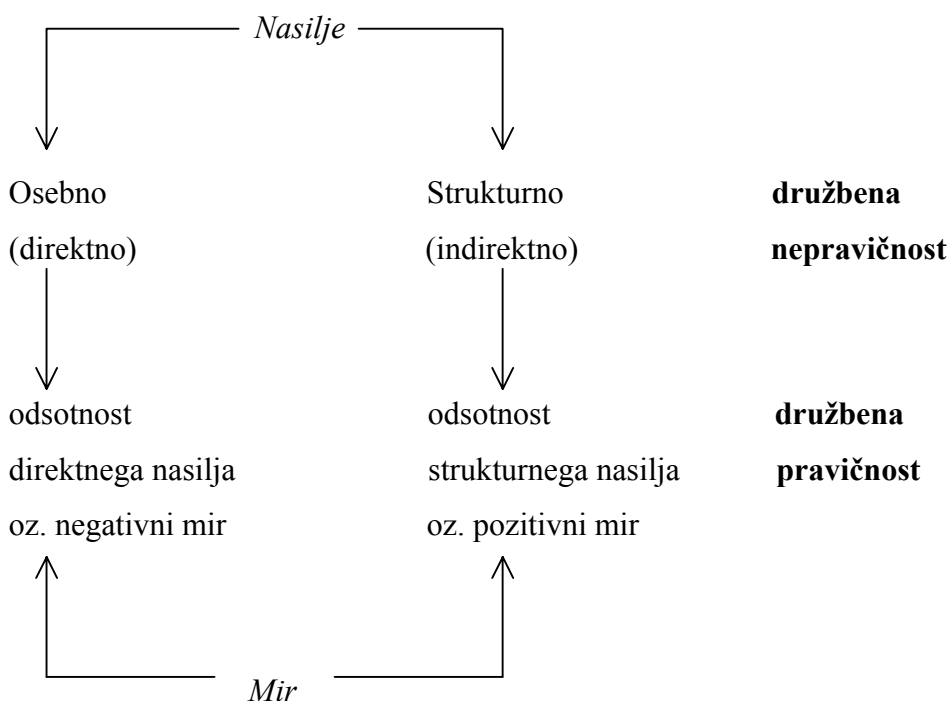 Nasilje
Osebno Strukturno družbena
(direktno) (indirektno) nepravičnost
odsotnost odsotnost družbena
direktnega nasilja strukturnega nasilja pravičnost
oz. negativni mir oz. pozitivni mir
Mir